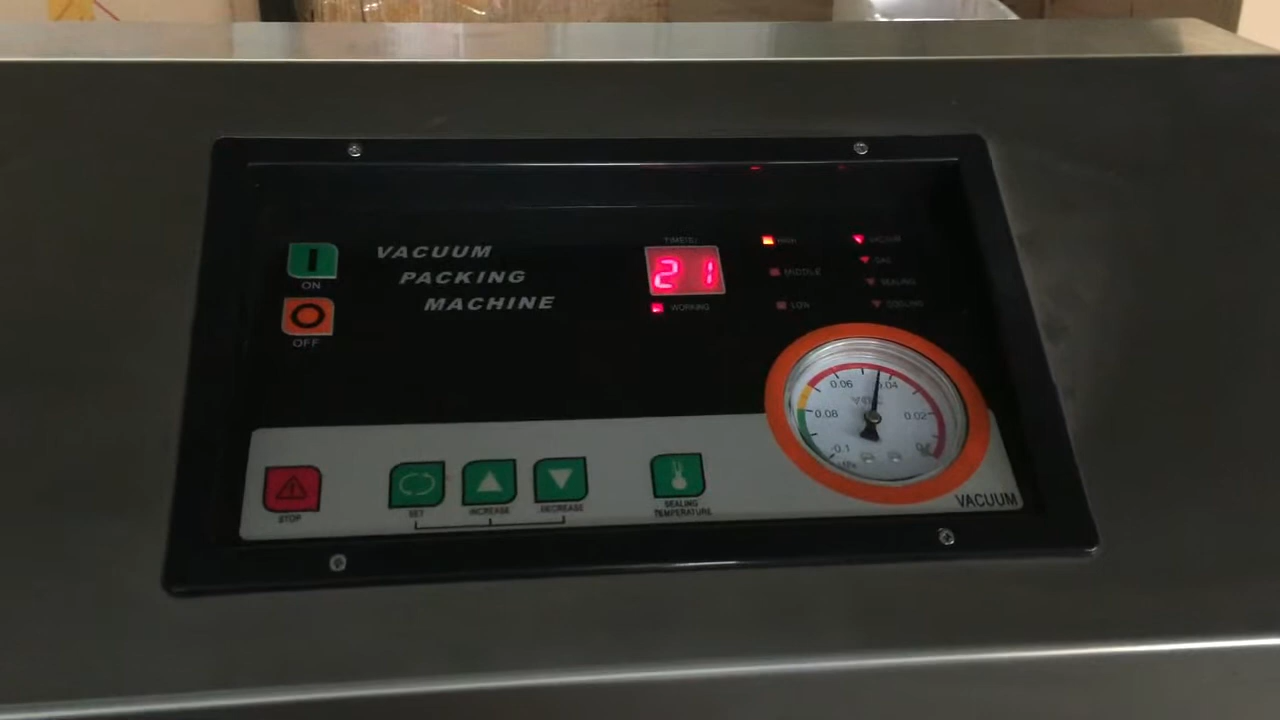 VACUUM
PACKING
MACHINE
ON
OFF
TIME(S)
21
WORKING
HIGH
MIDDLE
LOW
VACUUM
GAS
SEALING
COOLING
0.1
0.08
0.06
0.04
0.02
0
VACUUM
STOP
SET
INCREASE
DECREASE
SEALING
TEMPERATURE